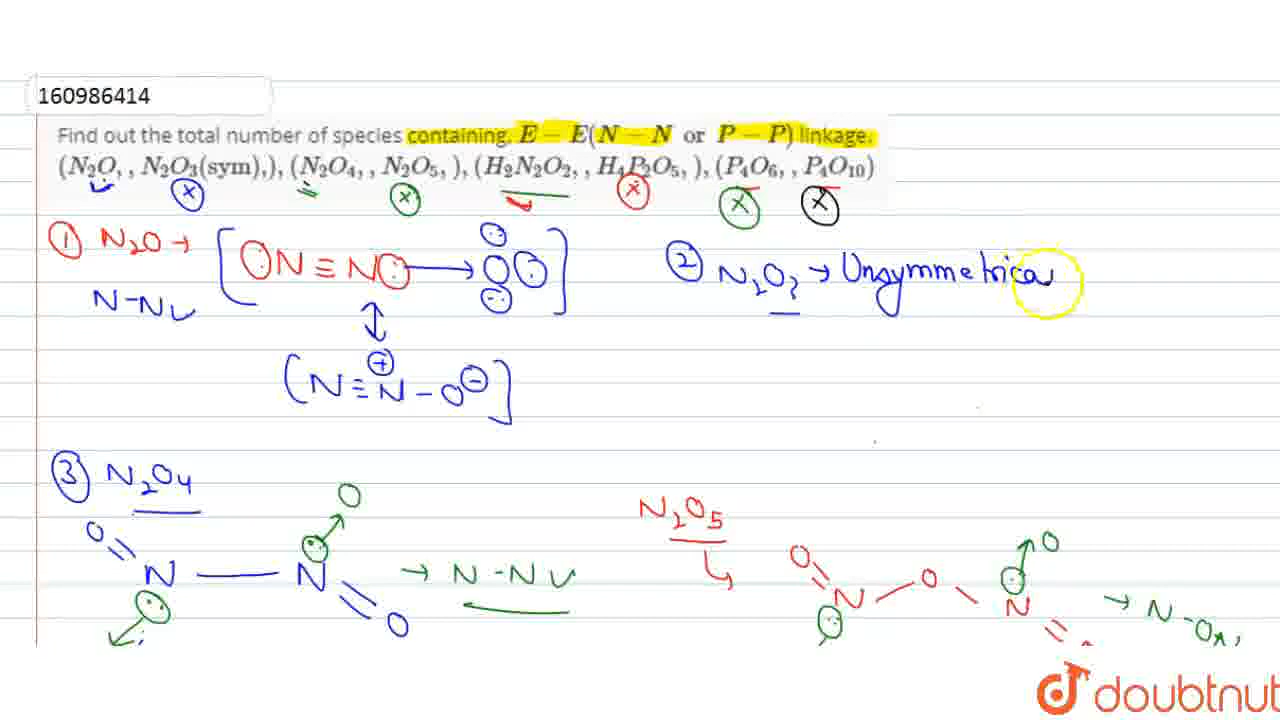 160986414
Find out the total number of species containing, E − E(N − N or P − P) linkage.
(N₂O, , N₂O₃(sym),), (N₂O₄, , N₂O₅, ), (H₂N₂O₂, , H₄P₂O₅, ), (P₄O₆, , P₄O₁₀)
① N₂O → [ :N ≡ N: → O: ]
② N₂O₃ → Unsymmetrical
N-N ✓
↕
(N ≡ N⊕ - O⊖]
③ N₂O₄
O = N — N → O
= O
→ N-N ✓
N₂O₅
O = N — O — N → O
→ N-O
doubtnut